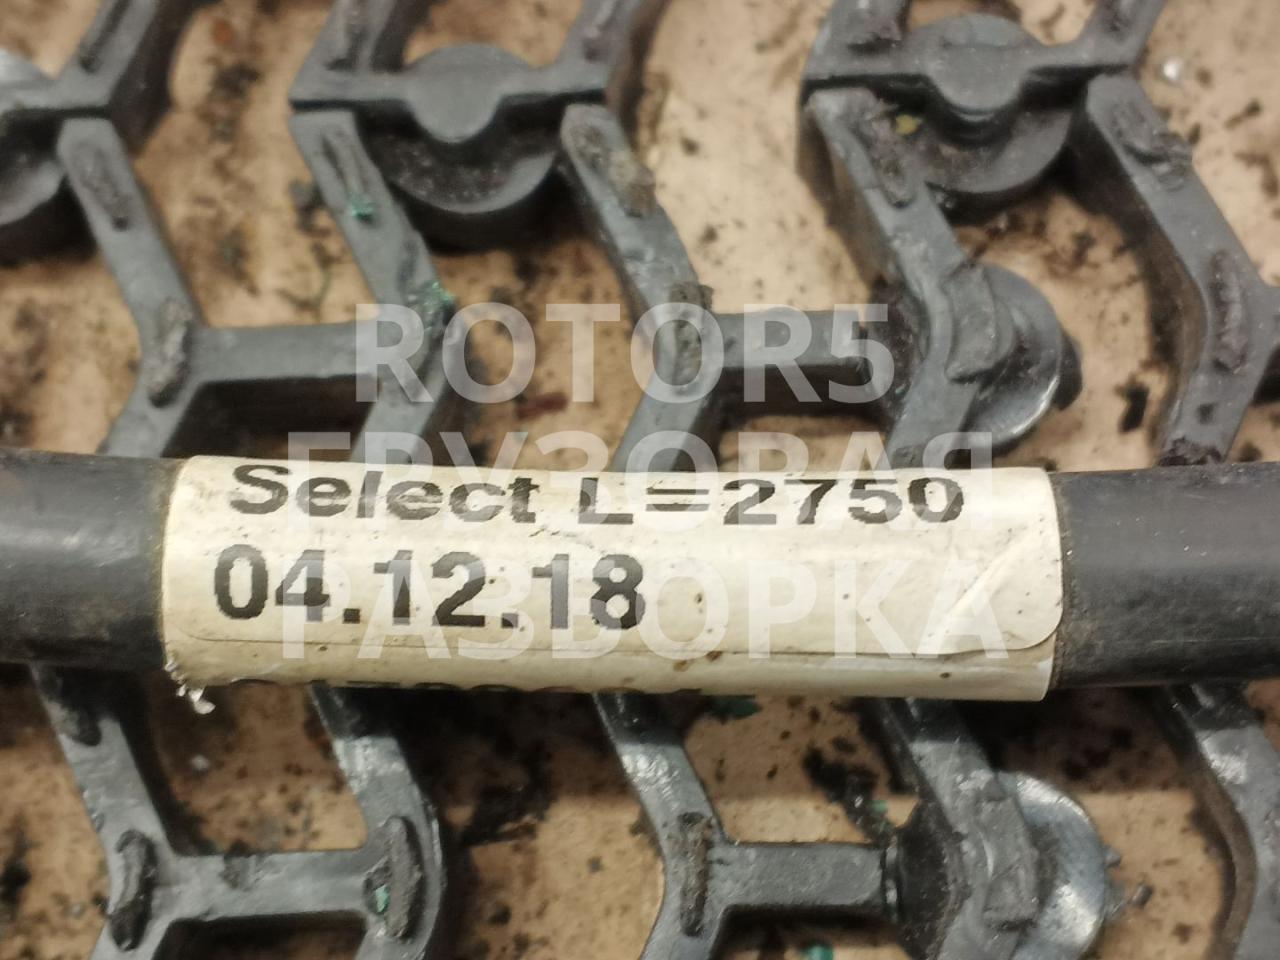 ROTOR5
ГРУЗОВАЯ
РАЗБОРКА
Select L=2750
04.12.18